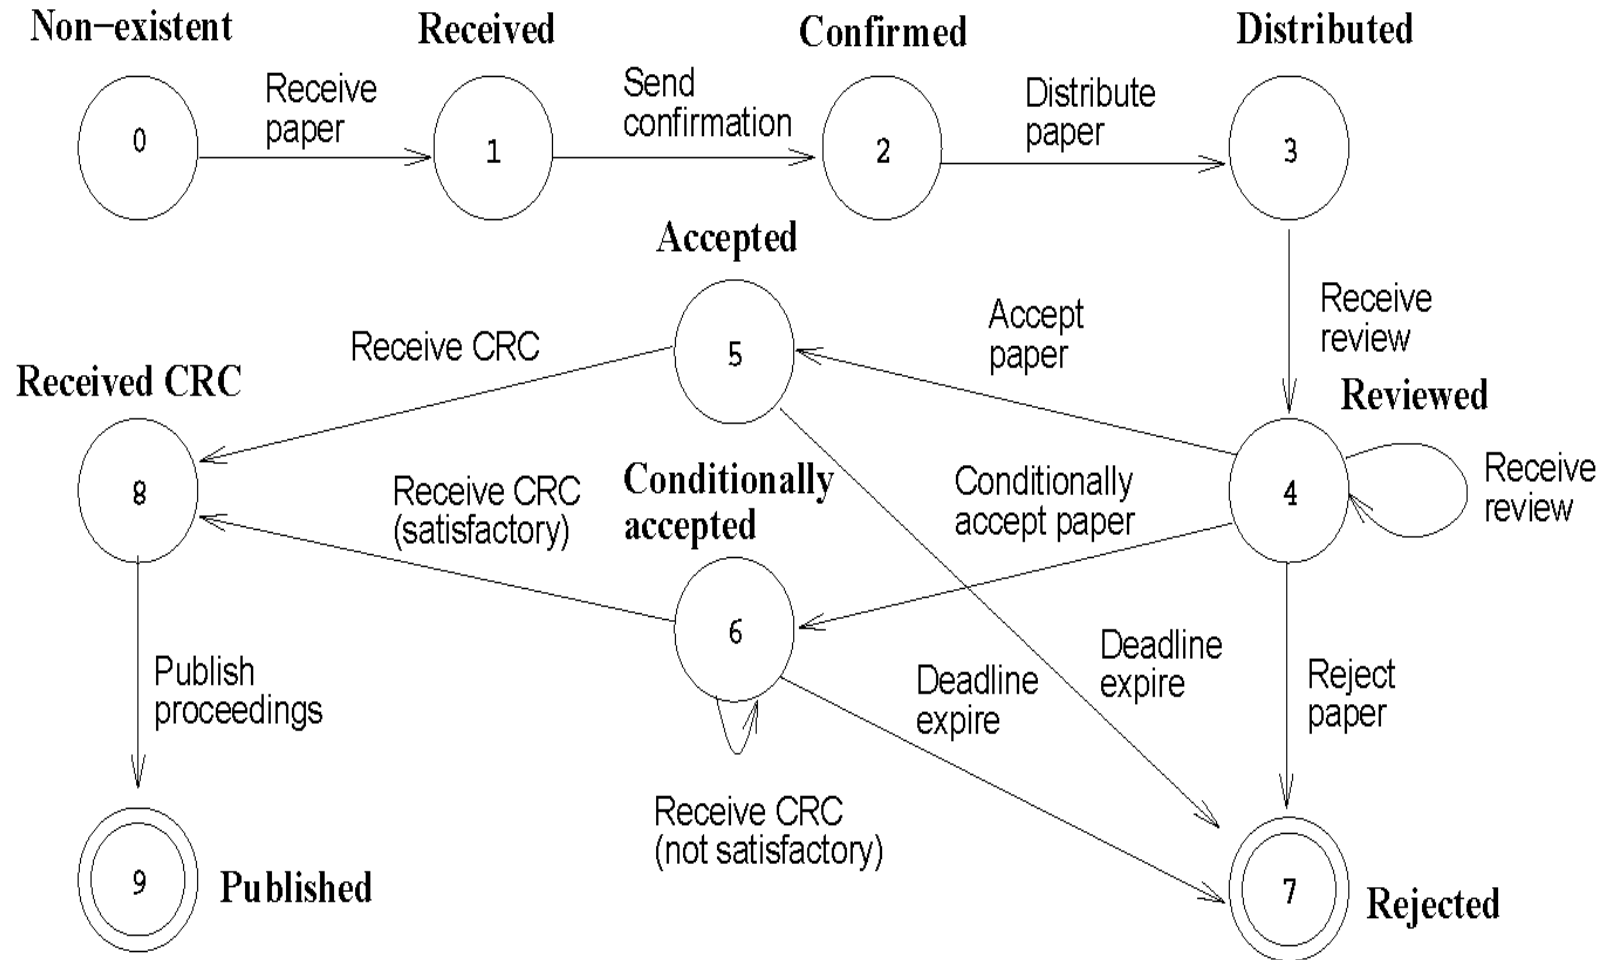 Non-existent
Received
Confirmed
Distributed
Receive
paper
Send
confirmation
Distribute
paper
0
1
2
3
Accepted
Receive
review
Accept
paper
Receive CRC
5
Received CRC
Reviewed
Conditionally
accepted
Receive CRC
(satisfactory)
Conditionally
accept paper
8
4
Receive
review
6
Publish
proceedings
Deadline
expire
Deadline
expire
Reject
paper
Receive CRC
(not satisfactory)
9
Published
7
Rejected